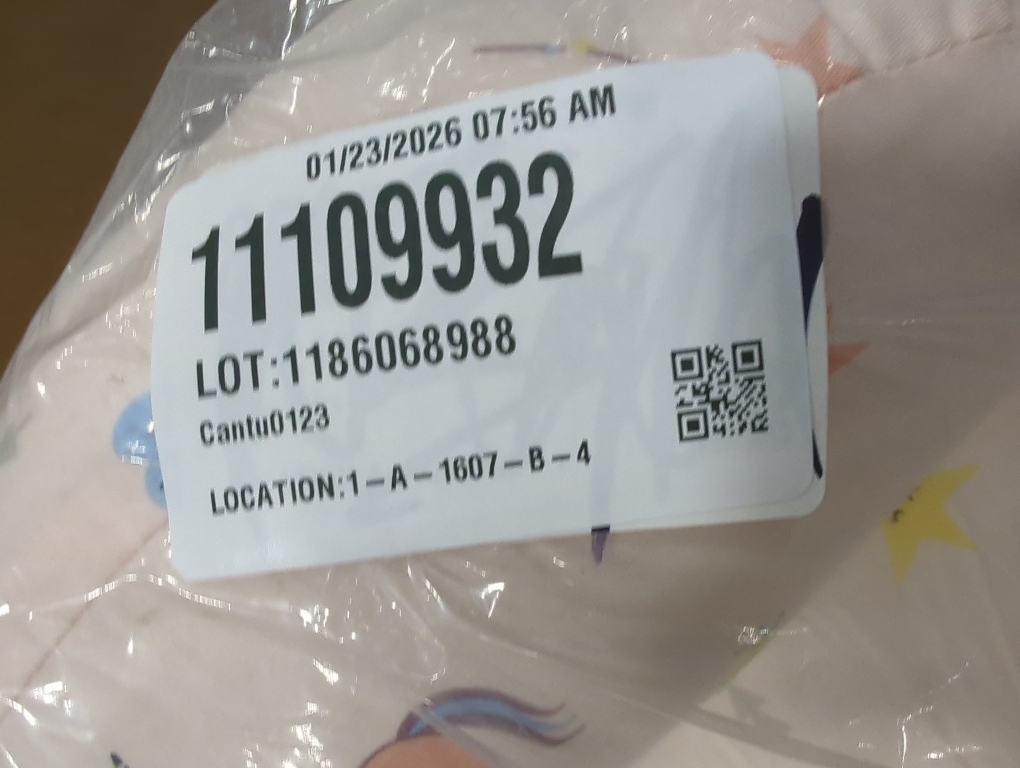 01/23/2026 07:56 AM
11109932
LOT:1186068988
Cantu0123
LOCATION:1-A-1607-B-4